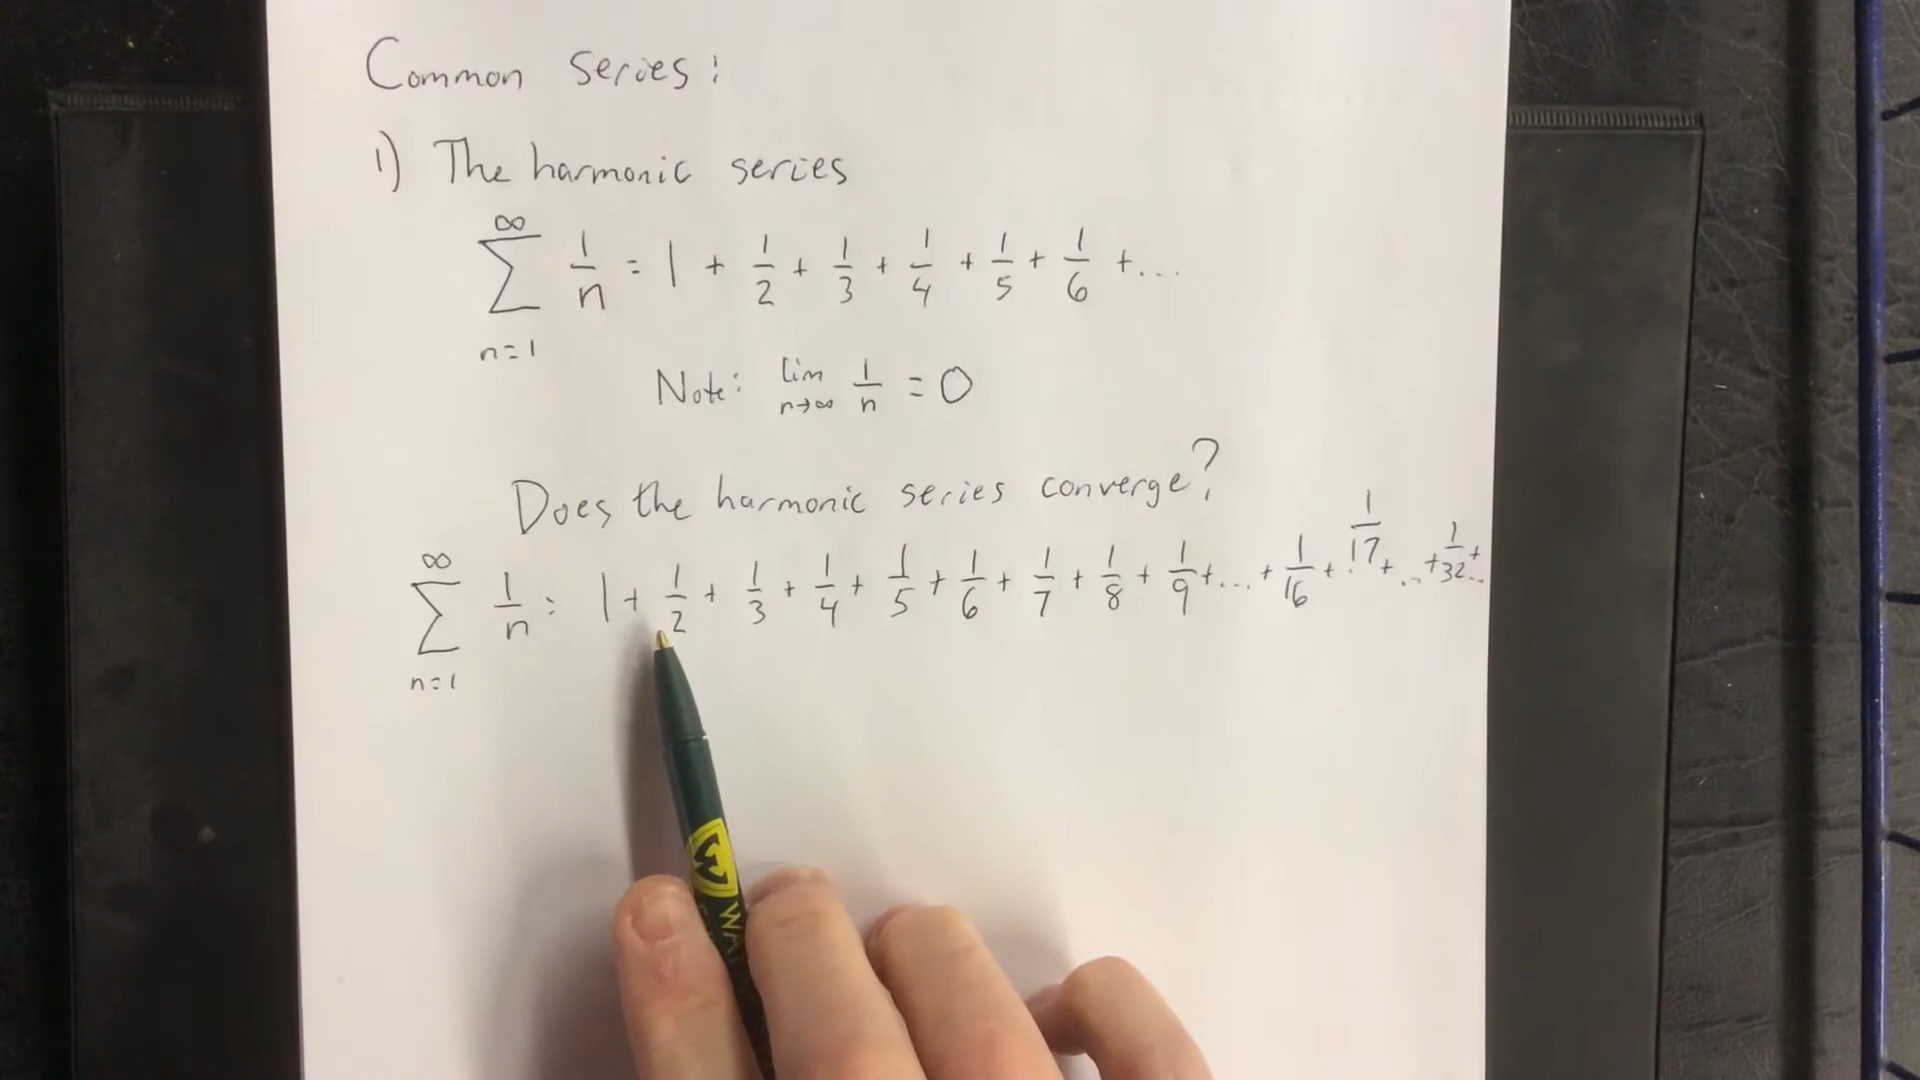 Common series:
1) The harmonic series
∞
∑ 1/n = 1 + 1/2 + 1/3 + 1/4 + 1/5 + 1/6 + ...
n=1
Note: lim n→∞ 1/n = 0
Does the harmonic series converge?
∞
∑ 1/n = 1 + 1/2 + 1/3 + 1/4 + 1/5 + 1/6 + 1/7 + 1/8 + 1/9 + ... + 1/16 + 1/17 + ... + 1/32 + ...
n=1
W